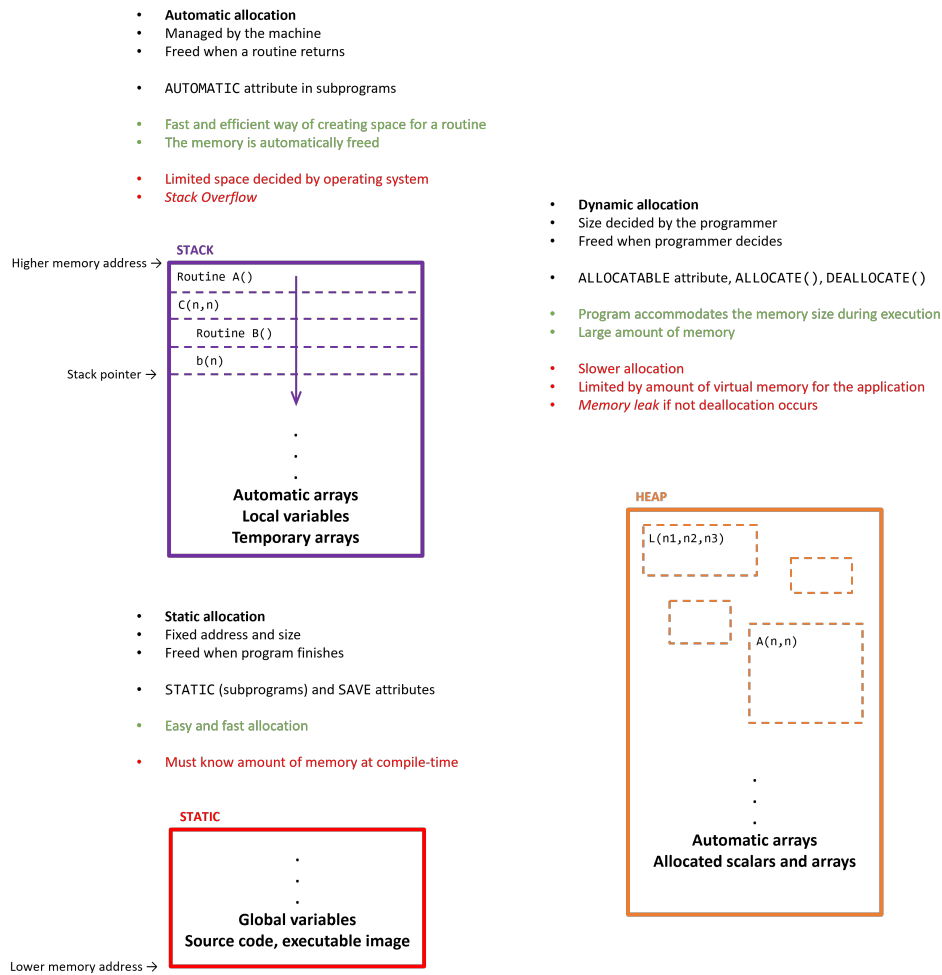 • Automatic allocation
• Managed by the machine
• Freed when a routine returns
• AUTOMATIC attribute in subprograms
• Fast and efficient way of creating space for a routine
• The memory is automatically freed
• Limited space decided by operating system
• Stack Overflow
STACK
Higher memory address →
Routine A()
C(n,n)
Routine B()
b(n)
Stack pointer →
.
.
.
Automatic arrays
Local variables
Temporary arrays
• Static allocation
• Fixed address and size
• Freed when program finishes
• STATIC (subprograms) and SAVE attributes
• Easy and fast allocation
• Must know amount of memory at compile-time
STATIC
.
.
.
Global variables
Source code, executable image
Lower memory address →
• Dynamic allocation
• Size decided by the programmer
• Freed when programmer decides
• ALLOCATABLE attribute, ALLOCATE(), DEALLOCATE()
• Program accommodates the memory size during execution
• Large amount of memory
• Slower allocation
• Limited by amount of virtual memory for the application
• Memory leak if not deallocation occurs
HEAP
L(n1,n2,n3)
A(n,n)
.
.
.
Automatic arrays
Allocated scalars and arrays